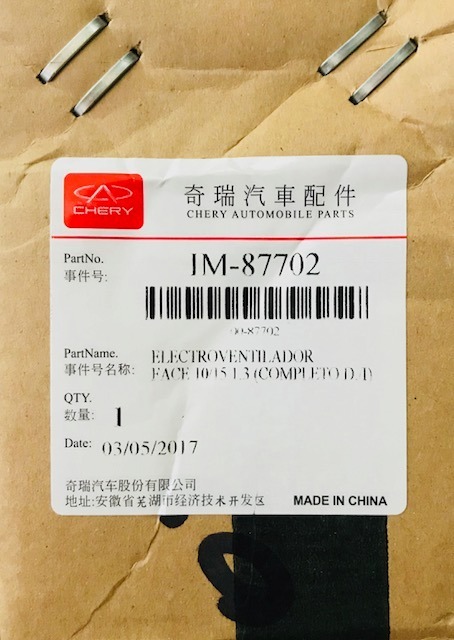 CHERY
奇瑞汽車配件
CHERY AUTOMOBILE PARTS
PartNo. JM-87702
事件号:
00-87702
PartName. ELECTROVENTILADOR
事件号名称: FACE 10/15 1.3 (COMPLETO D.A)
QTY.
数量: 1
Date: 03/05/2017
奇瑞汽车股份有限公司
地址:安徽省芜湖市经济技术开发区
MADE IN CHINA